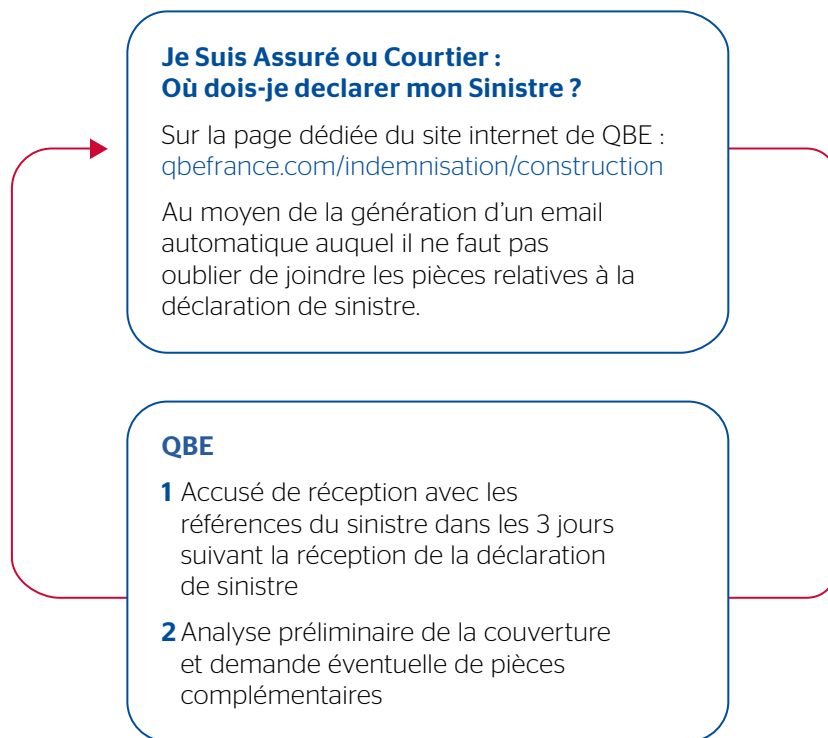 Je Suis Assuré ou Courtier :
Où dois-je declarer mon Sinistre ?
Sur la page dédiée du site internet de QBE :
qbefrance.com/indemnisation/construction
Au moyen de la génération d’un email
automatique auquel il ne faut pas
oublier de joindre les pièces relatives à la
déclaration de sinistre.
QBE
1 Accusé de réception avec les
références du sinistre dans les 3 jours
suivant la réception de la déclaration
de sinistre
2 Analyse préliminaire de la couverture
et demande éventuelle de pièces
complémentaires